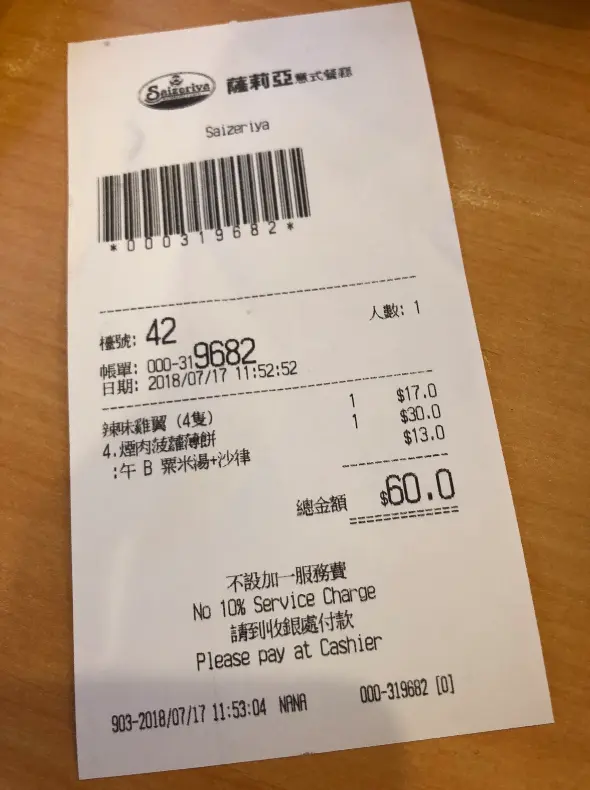 Saizeriya 薩莉亞意式餐廳
Saizeriya
*000319682*
檯號: 42 人數: 1
帳單: 000-319682
日期: 2018/07/17 11:52:52
辣味雞翼 (4隻) 1 $17.0
4.煙肉菠蘿薄餅 1 $30.0
:午 B 粟米湯+沙律 $13.0
總金額 $60.0
不設加一服務費
No 10% Service Charge
請到收銀處付款
Please pay at Cashier
903-2018/07/17 11:53:04 NANA 000-319682 [0]